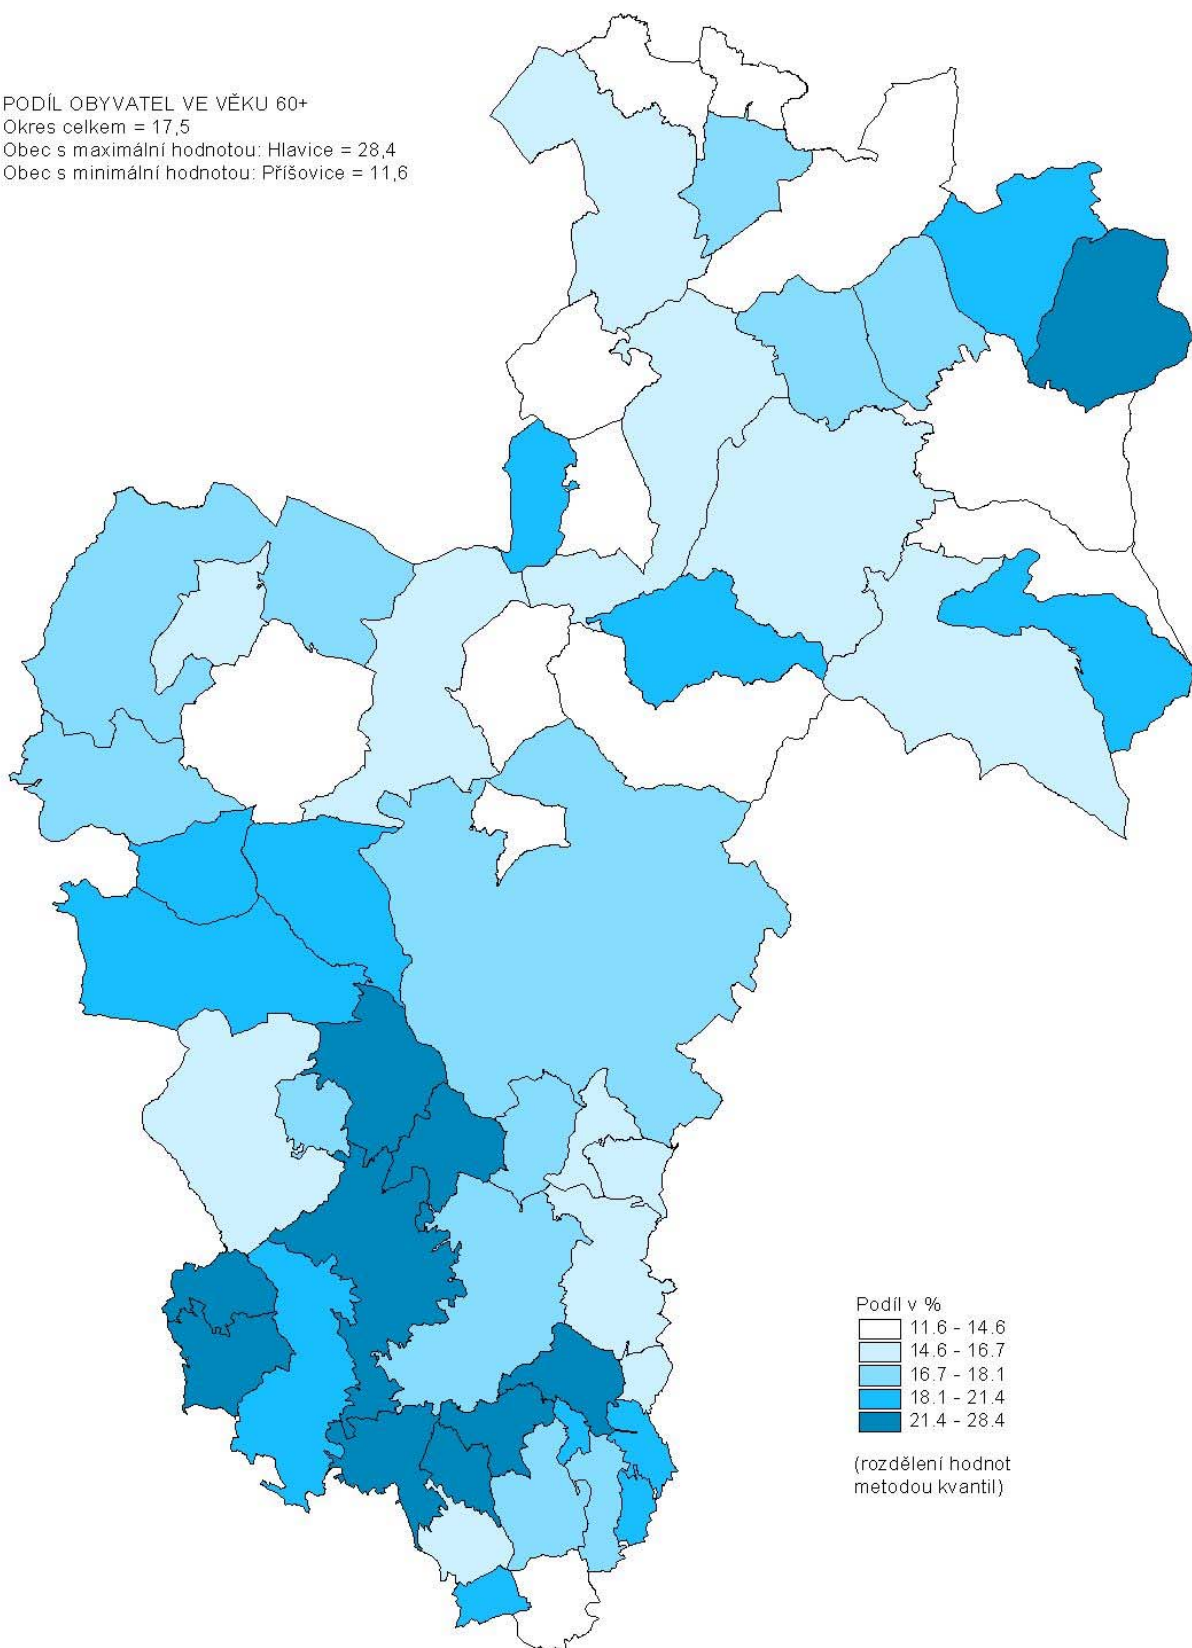 PODÍL OBYVATEL VE VĚKU 60+
Okres celkem = 17,5
Obec s maximální hodnotou: Hlavice = 28,4
Obec s minimální hodnotou: Příšovice = 11,6
Podíl v %
11.6 - 14.6
14.6 - 16.7
16.7 - 18.1
18.1 - 21.4
21.4 - 28.4
(rozdělení hodnot
metodou kvantil)